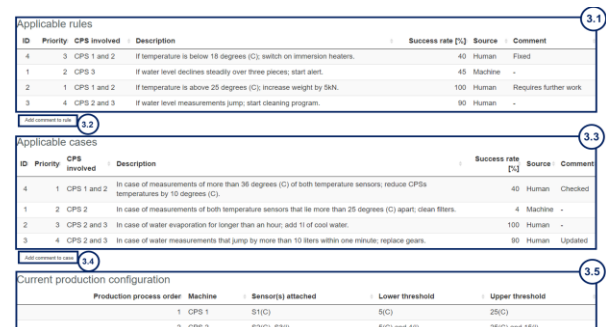 Applicable rules
3.1
ID Priority CPS involved Description Success rate [%] Source Comment
4 3 CPS 1 and 2 If temperature is below 18 degrees (C); switch on immersion heaters. 40 Human Fixed
1 2 CPS 3 If water level declines steadily over three pieces; start alert. 45 Machine -
2 1 CPS 1 and 2 If temperature is above 25 degrees (C); increase weight by 5kN. 100 Human Requires further work
3 4 CPS 2 and 3 If water level measurements jump; start cleaning program. 90 Human -
Add comment to rule 3.2
Applicable cases
3.3
ID Priority CPS involved Description Success rate [%] Source Comment
4 1 CPS 1 and 2 In case of measurements of more than 36 degrees (C) of both temperature sensors; reduce CPSs
temperatures by 10 degrees (C). 40 Human Checked
1 2 CPS 2 In case of measurements of both temperature sensors that lie more than 25 degrees (C) apart; clean filters. 4 Machine -
2 3 CPS 2 and 3 In case of water evaporation for longer than an hour; add 1l of cool water. 100 Human -
3 4 CPS 2 and 3 In case of water measurements that jump by more than 10 liters within one minute; replace gears. 90 Human Updated
Add comment to case 3.4
Current production configuration
3.5
Production process order Machine Sensor(s) attached Lower threshold Upper threshold
1 CPS 1 S1(C) 5(C) 25(C)